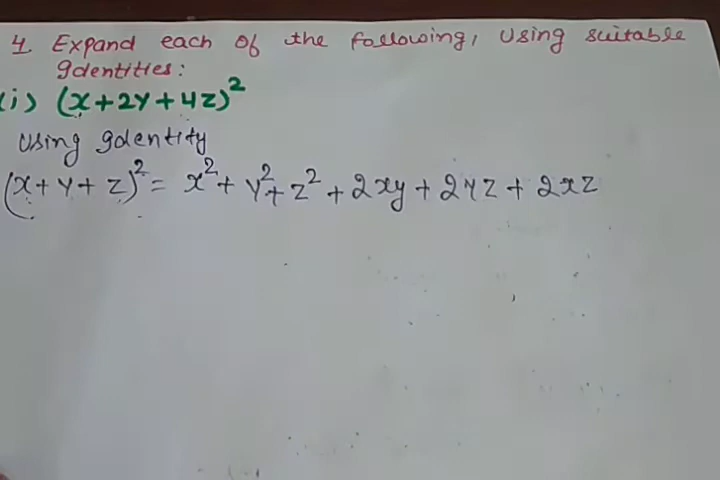 4. Expand each of the following, Using suitable
Identities:
(i) (x+2y+4z)²
Using Identity
(x+y+z)² = x² + y² + z² + 2xy + 2yz + 2xz